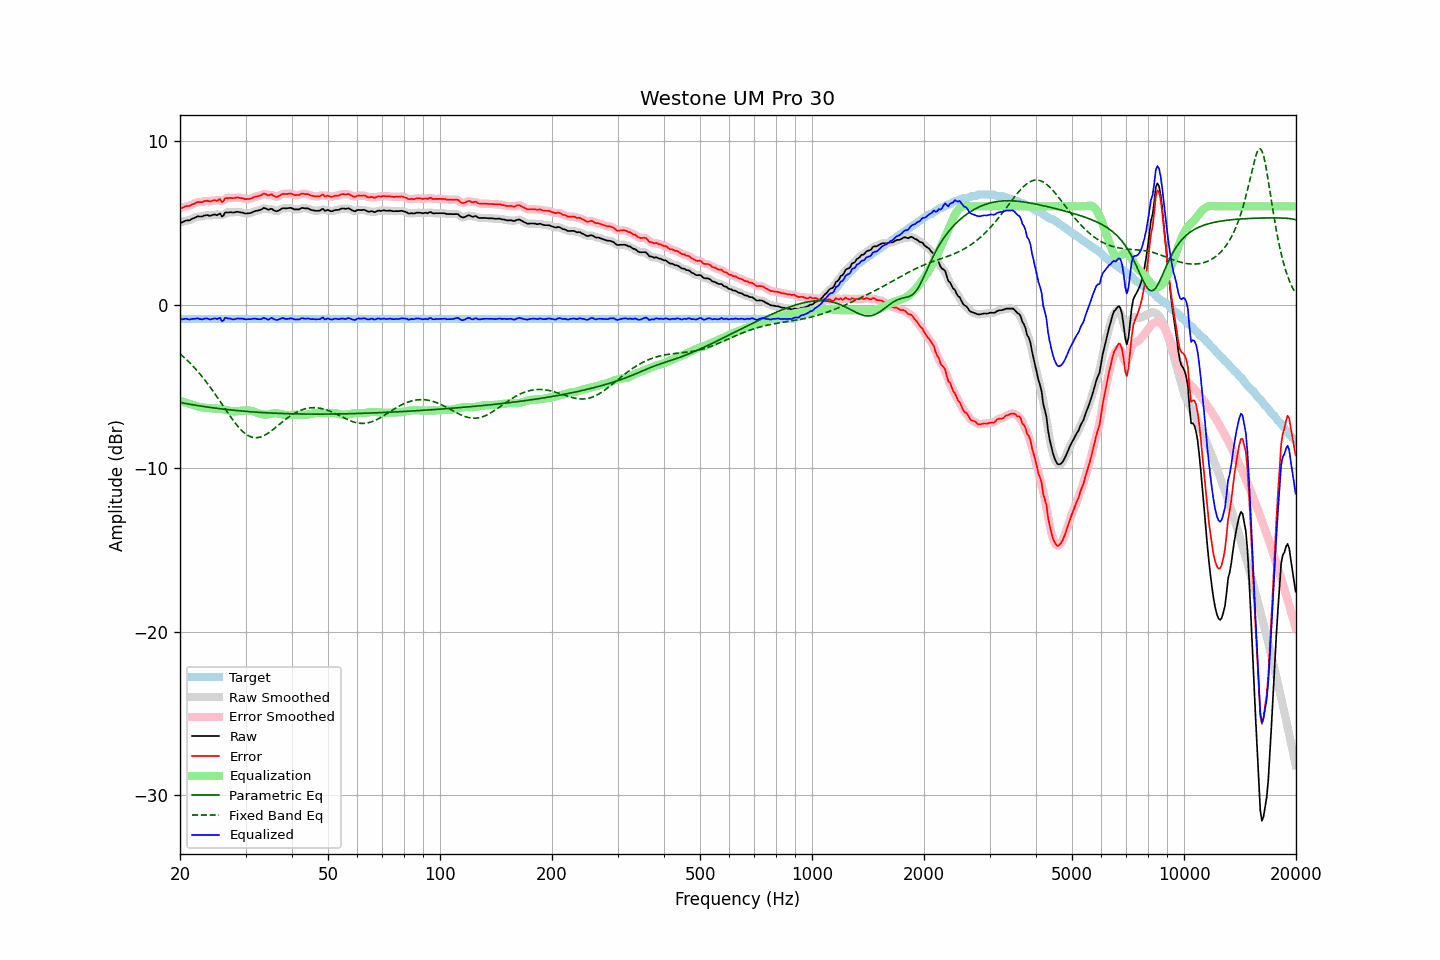 Westone UM Pro 30
10
0
−10
−20
−30
Amplitude (dBr)
Target
Raw Smoothed
Error Smoothed
Raw
Error
Equalization
Parametric Eq
Fixed Band Eq
Equalized
20
50
100
200
500
1000
2000
5000
10000
20000
Frequency (Hz)